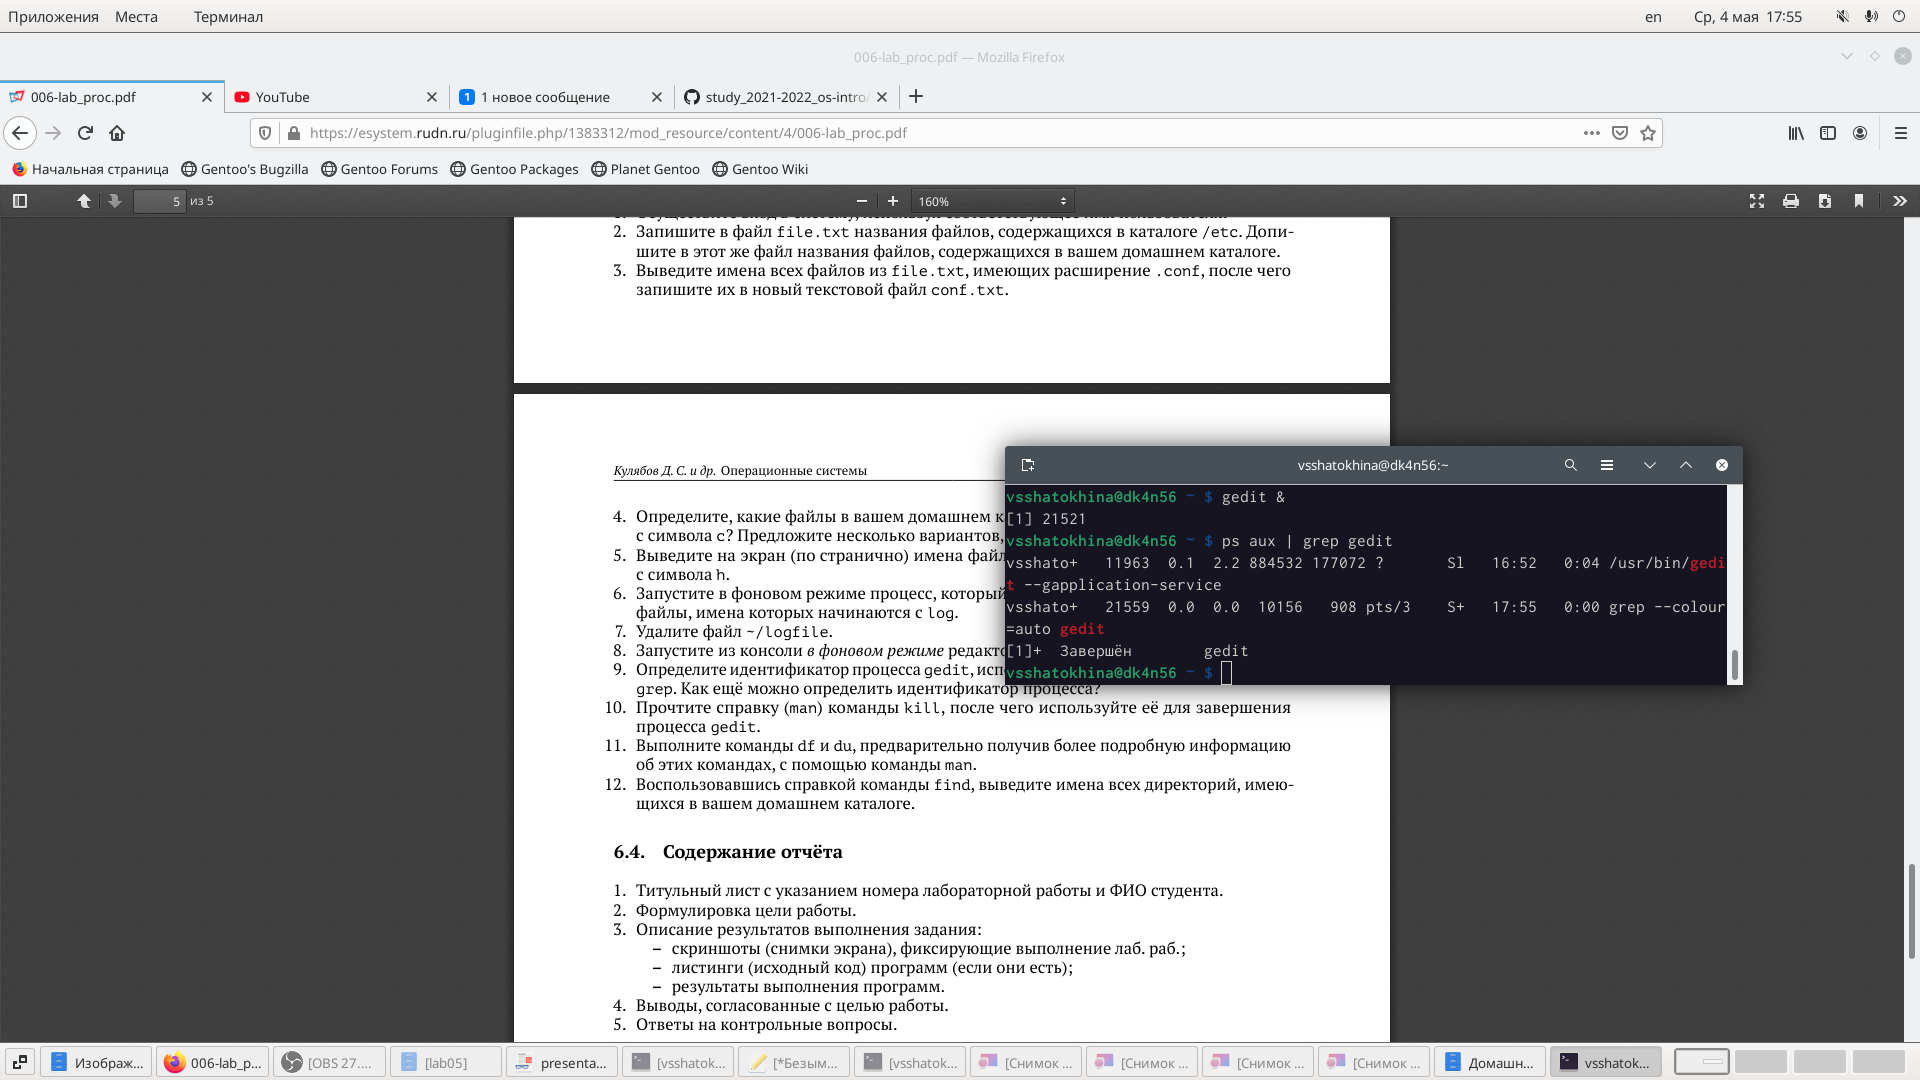 Приложения Места Терминал en Ср, 4 мая 17:55
006-lab_proc.pdf — Mozilla Firefox
006-lab_proc.pdf YouTube 1 1 новое сообщение study_2021-2022_os-intro/
https://esystem.rudn.ru/pluginfile.php/1383312/mod_resource/content/4/006-lab_proc.pdf
Начальная страница Gentoo's Bugzilla Gentoo Forums Gentoo Packages Planet Gentoo Gentoo Wiki
5 из 5 160%
2. Запишите в файл file.txt названия файлов, содержащихся в каталоге /etc. Допи-
шите в этот же файл названия файлов, содержащихся в вашем домашнем каталоге.
3. Выведите имена всех файлов из file.txt, имеющих расширение .conf, после чего
запишите их в новый текстовой файл conf.txt.
Кулябов Д. С. и др. Операционные системы
4. Определите, какие файлы в вашем домашнем к
с символа c? Предложите несколько вариантов,
5. Выведите на экран (по странично) имена файл
с символа h.
6. Запустите в фоновом режиме процесс, который
файлы, имена которых начинаются с log.
7. Удалите файл ~/logfile.
8. Запустите из консоли в фоновом режиме редакто
9. Определите идентификатор процесса gedit, исп
grep. Как ещё можно определить идентификатор процесса?
10. Прочтите справку (man) команды kill, после чего используйте её для завершения
процесса gedit.
11. Выполните команды df и du, предварительно получив более подробную информацию
об этих командах, с помощью команды man.
12. Воспользовавшись справкой команды find, выведите имена всех директорий, имею-
щихся в вашем домашнем каталоге.
6.4. Содержание отчёта
1. Титульный лист с указанием номера лабораторной работы и ФИО студента.
2. Формулировка цели работы.
3. Описание результатов выполнения задания:
– скриншоты (снимки экрана), фиксирующие выполнение лаб. раб.;
– листинги (исходный код) программ (если они есть);
– результаты выполнения программ.
4. Выводы, согласованные с целью работы.
5. Ответы на контрольные вопросы.
vsshatokhina@dk4n56:~
vsshatokhina@dk4n56 ~ $ gedit &
[1] 21521
vsshatokhina@dk4n56 ~ $ ps aux | grep gedit
vsshato+ 11963 0.1 2.2 884532 177072 ? Sl 16:52 0:04 /usr/bin/gedi
t --gapplication-service
vsshato+ 21559 0.0 0.0 10156 908 pts/3 S+ 17:55 0:00 grep --colour
=auto gedit
[1]+ Завершён gedit
vsshatokhina@dk4n56 ~ $
Изображ... 006-lab_p... [OBS 27.... [lab05] presenta... [vsshatok... [*Безым... [vsshatok... [Снимок ... [Снимок ... [Снимок ... [Снимок ... Домашн... vsshatok...